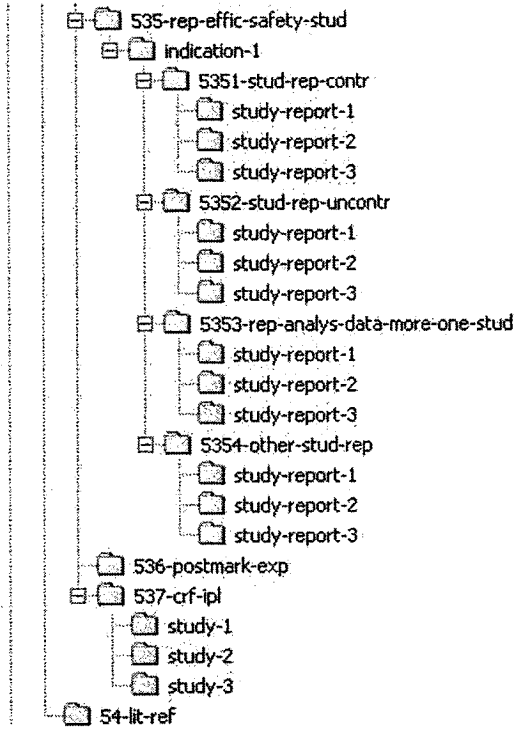 535-rep-effic-safety-stud
indication-1
5351-stud-rep-contr
study-report-1
study-report-2
study-report-3
5352-stud-rep-uncontr
study-report-1
study-report-2
study-report-3
5353-rep-analys-data-more-one-stud
study-report-1
study-report-2
study-report-3
5354-other-stud-rep
study-report-1
study-report-2
study-report-3
536-postmark-exp
537-crf-ipl
study-1
study-2
study-3
54-lit-ref